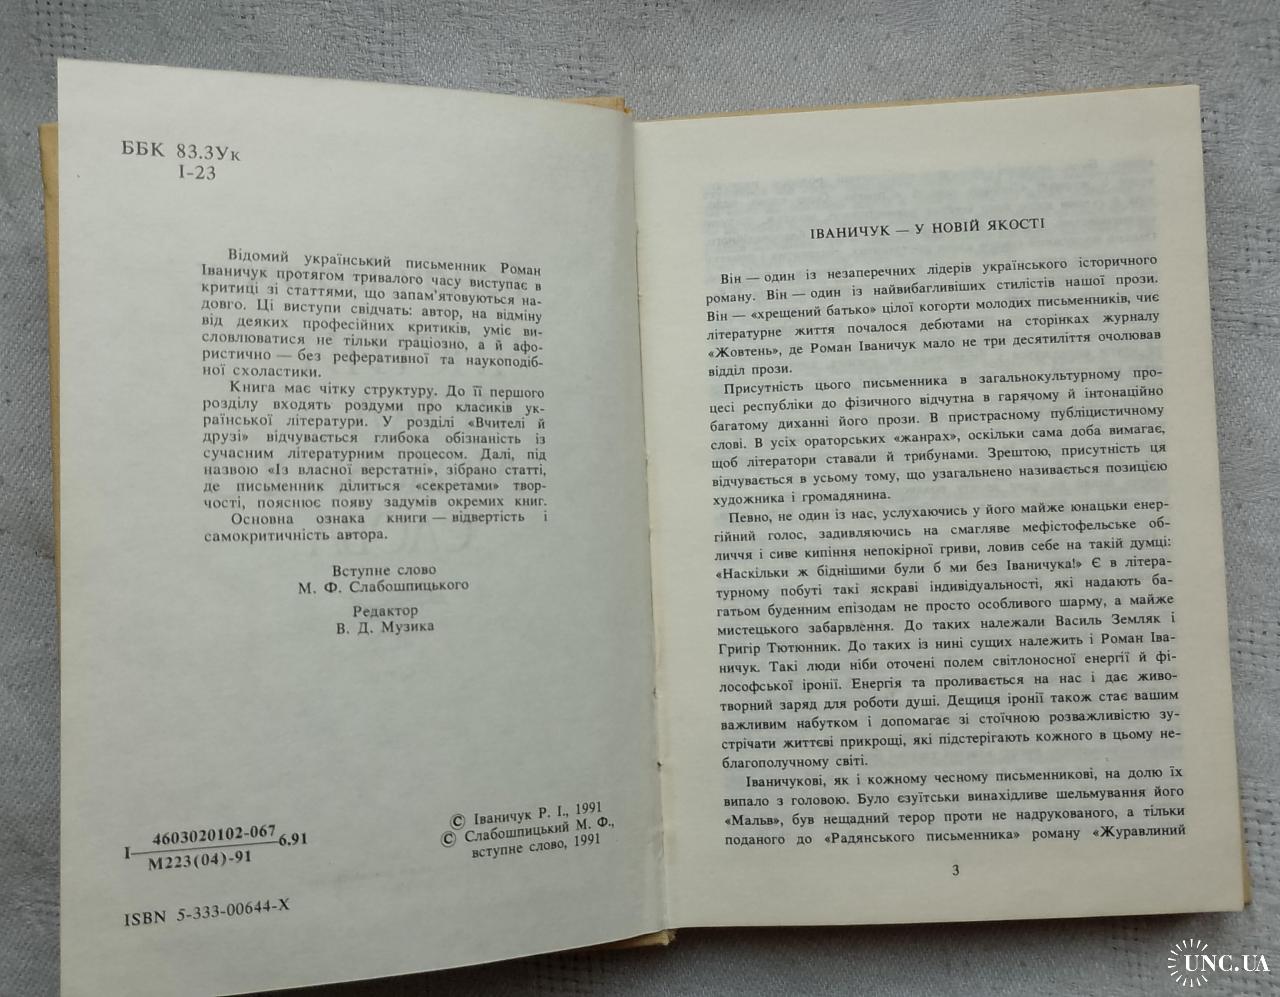 ББК 83.3Ук
І-23
Відомий український письменник Роман
Іваничук протягом тривалого часу виступає в
критиці зі статтями, що запам'ятовуються на-
довго. Ці виступи свідчать: автор, на відміну
від деяких професійних критиків, уміє ви-
словлюватися не тільки граціозно, а й афо-
ристично — без реферативної та наукоподіб-
ної схоластики.
Книга має чітку структуру. До її першого
розділу входять роздуми про класиків ук-
раїнської літератури. У розділі «Вчителі й
друзі» відчувається глибока обізнаність із
сучасним літературним процесом. Далі, під
назвою «Із власної верстатні», зібрано статті,
де письменник ділиться «секретами» твор-
чості, пояснює появу задумів окремих книг.
Основна ознака книги — відвертість і
самокритичність автора.
Вступне слово
М. Ф. Слабошпицького
Редактор
В. Д. Музика
І 4603020102-067 6.91
М223(04)-91
ISBN 5-333-00644-X
© Іваничук Р. І., 1991
© Слабошпицький М. Ф.,
вступне слово, 1991
ІВАНИЧУК — У НОВІЙ ЯКОСТІ
Він — один із незаперечних лідерів українського історичного
роману. Він — один із найвибагливіших стилістів нашої прози.
Він — «хрещений батько» цілої когорти молодих письменників, чиє
літературне життя почалося дебютами на сторінках журналу
«Жовтень», де Роман Іваничук мало не три десятиліття очолював
відділ прози.
Присутність цього письменника в загальнокультурному про-
цесі республіки до фізичного відчутна в гарячому й інтонаційно
багатому диханні його прози. В пристрасному публіцистичному
слові. В усіх ораторських «жанрах», оскільки сама доба вимагає,
щоб літератори ставали й трибунами. Зрештою, присутність ця
відчувається в усьому тому, що узагальнено називається позицією
художника і громадянина.
Певно, не один із нас, услухаючись у його майже юнацьки енер-
гійний голос, задивляючись на смагляве мефістофельське об-
личчя і сиве кипіння непокірної гриви, ловив себе на такій думці:
«Наскільки ж біднішими були б ми без Іваничука!» Є в літера-
турному побуті такі яскраві індивідуальності, які надають ба-
гатьом буденним епізодам не просто особливого шарму, а майже
мистецького забарвлення. До таких належали Василь Земляк і
Григір Тютюнник. До таких із нині сущих належить і Роман Іва-
ничук. Такі люди ніби оточені полем світлоносної енергії й фі-
лософської іронії. Енергія та проливається на нас і дає живо-
творний заряд для роботи душі. Дещиця іронії також стає вашим
важливим набутком і допомагає зі стоїчною розважливістю зу-
стрічати життєві прикрощі, які підстерігають кожного в цьому не-
благополучному світі.
Іваничукові, як і кожному чесному письменникові, на долю їх
випало з головою. Було єзуїтськи винахідливе шельмування його
«Мальв», був нещадний терор проти не надрукованого, а тільки
поданого до «Радянського письменника» роману «Журавлиний
3
UNC.UA